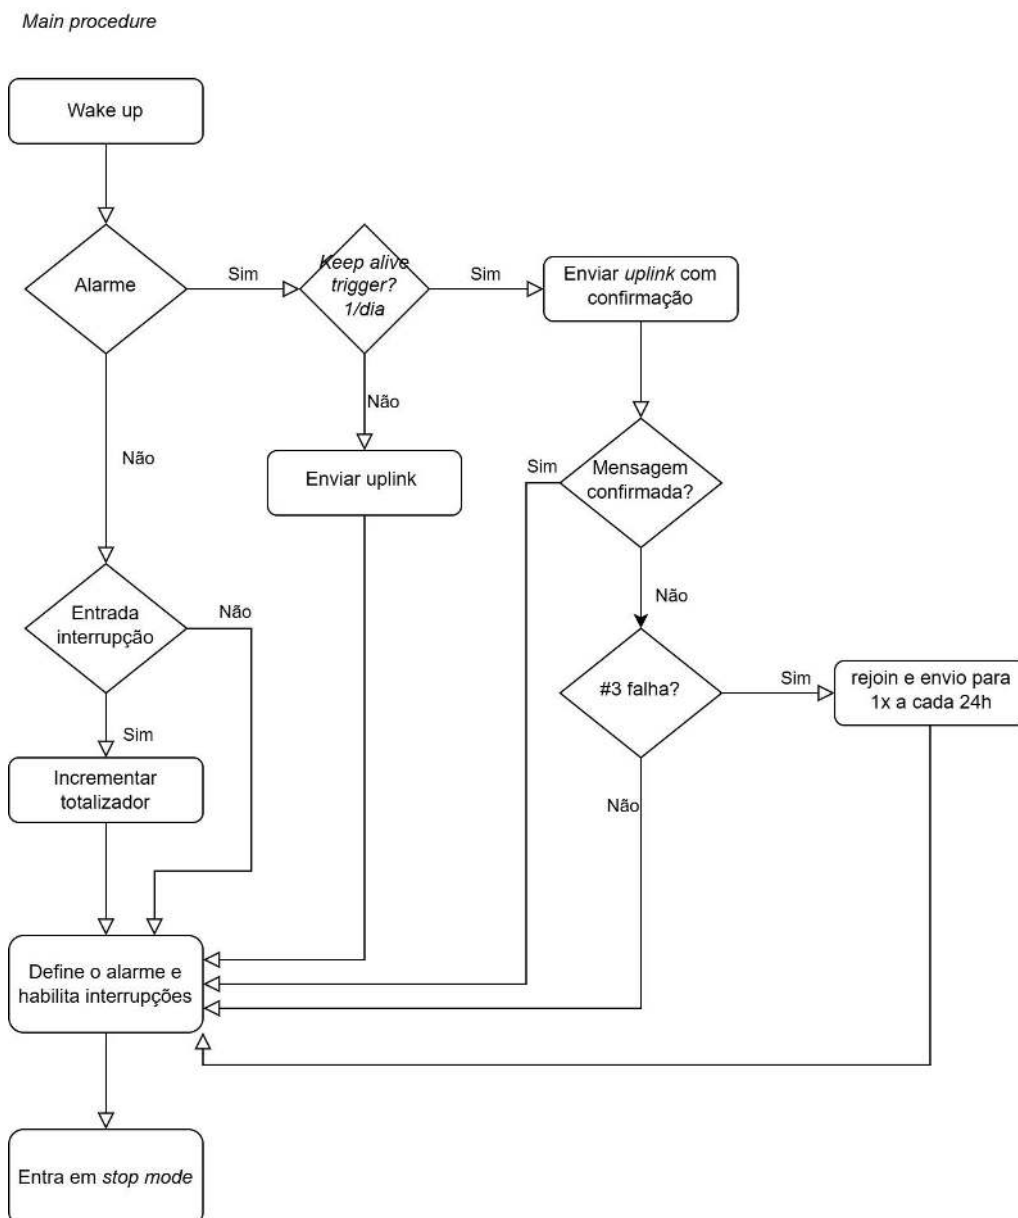 Main procedure
Wake up
Alarme
Sim
Keep alive
trigger?
1/dia
Sim
Enviar uplink com
confirmação
Não
Enviar uplink
Não
Sim
Mensagem
confirmada?
Não
Entrada
interrupção
Não
#3 falha?
Sim
rejoin e envio para
1x a cada 24h
Sim
Incrementar
totalizador
Não
Define o alarme e
habilita interrupções
Entra em stop mode